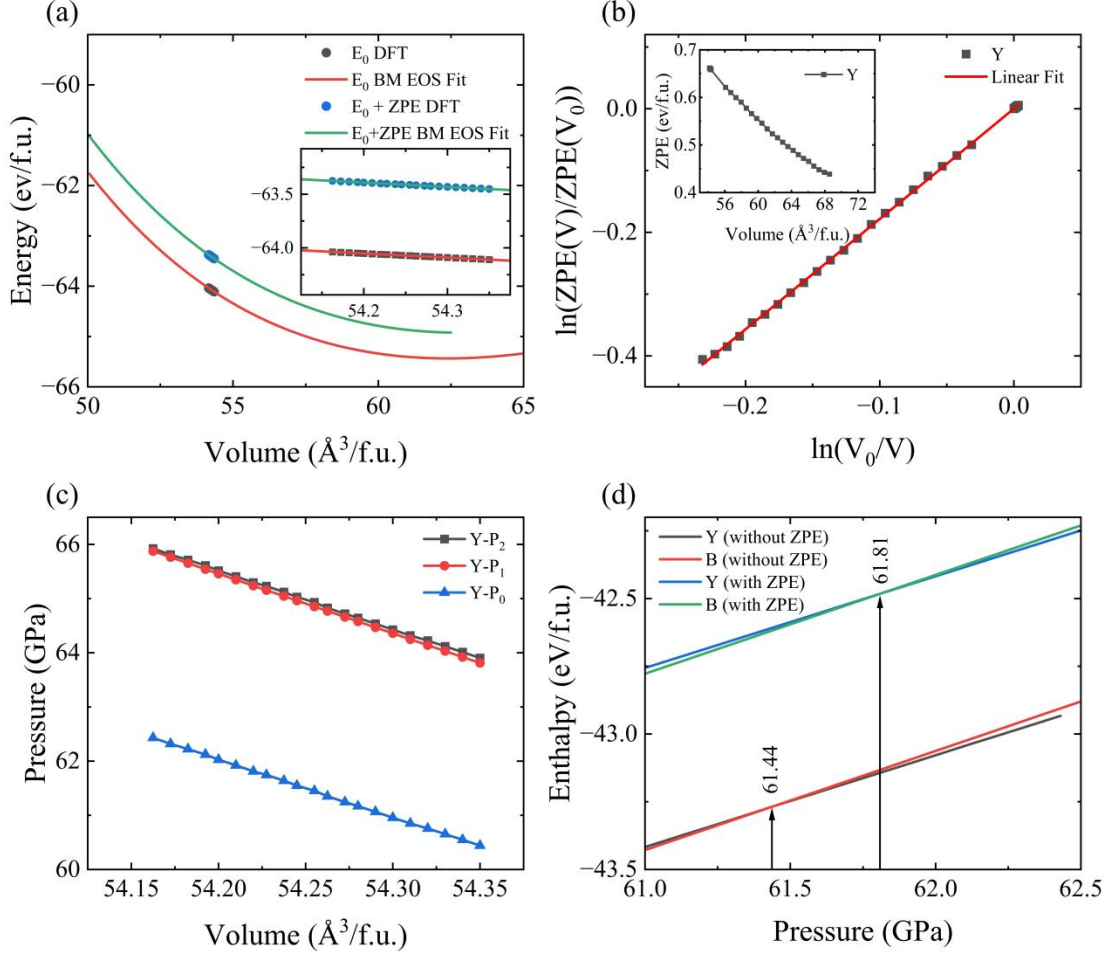 (a)
−60
−62
−64
−66
50
55
60
65
Energy (ev/f.u.)
Volume (Å³/f.u.)
E₀ DFT
E₀ BM EOS Fit
E₀ + ZPE DFT
E₀+ZPE BM EOS Fit
−63.5
−64.0
54.2
54.3
(b)
0.0
−0.2
−0.4
−0.2
−0.1
0.0
ln(ZPE(V)/ZPE(V₀))
ln(V₀/V)
Y
Linear Fit
0.7
0.6
0.5
0.4
56
60
64
68
72
ZPE (ev/f.u.)
Volume (Å³/f.u.)
Y
(c)
66
64
62
60
54.15
54.20
54.25
54.30
54.35
Pressure (GPa)
Volume (Å³/f.u.)
Y-P₂
Y-P₁
Y-P₀
(d)
−42.5
−43.0
−43.5
61.0
61.5
62.0
62.5
Enthalpy (eV/f.u.)
Pressure (GPa)
Y (without ZPE)
B (without ZPE)
Y (with ZPE)
B (with ZPE)
61.44
61.81